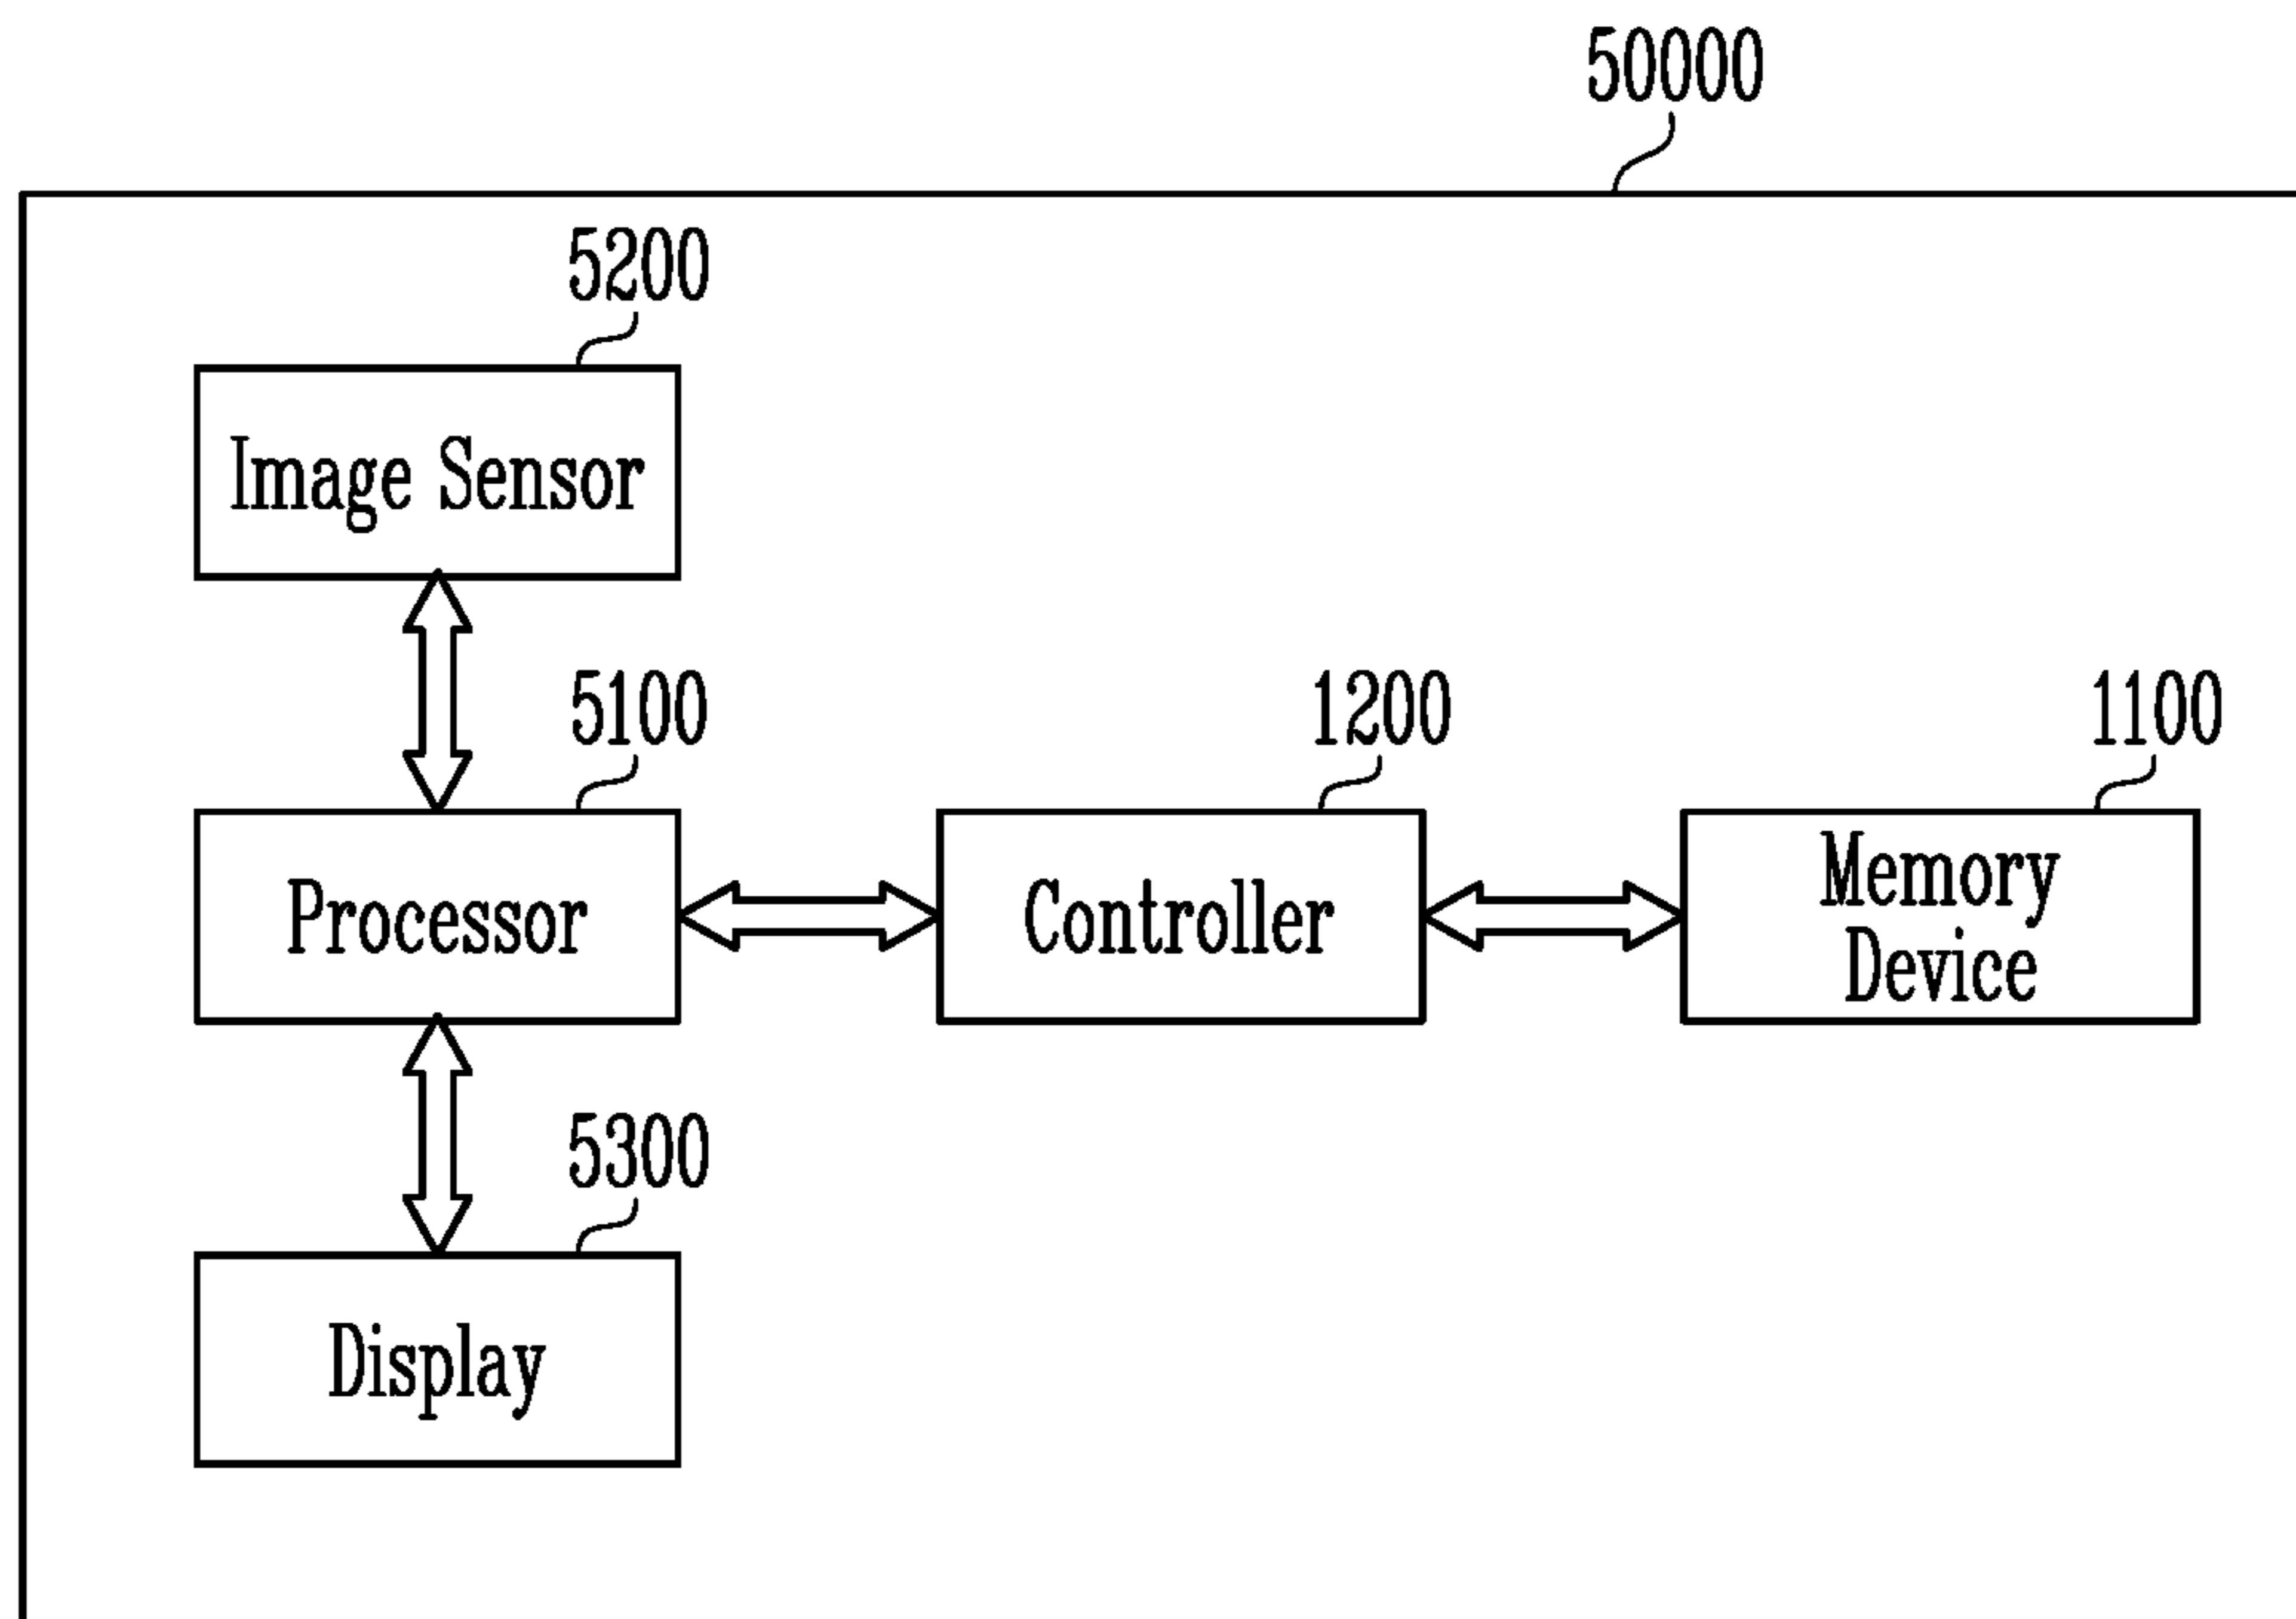 50000
5200
Image Sensor
5100
1200
1100
Processor
Controller
Memory
Device
5300
Display